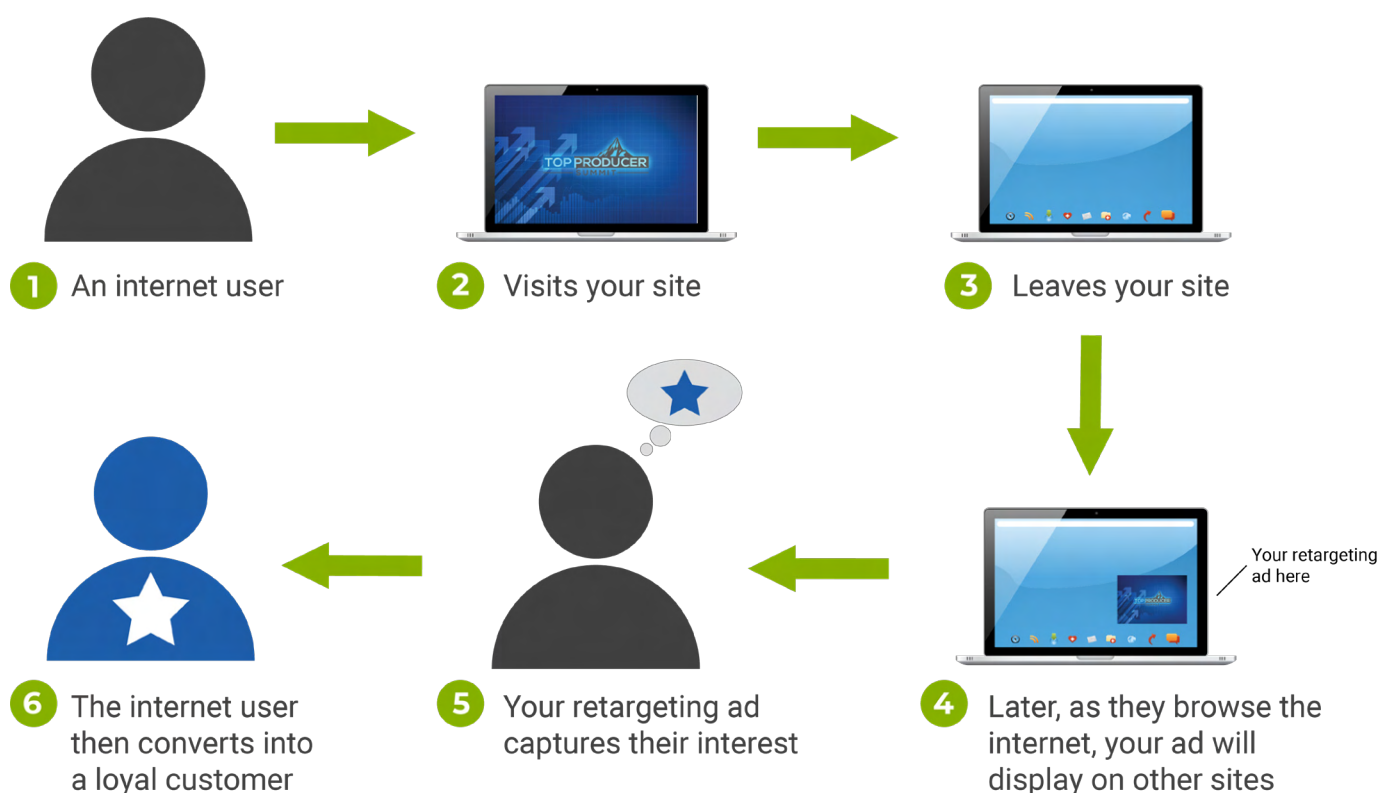 TOP PRODUCER
SUMMIT
1 An internet user
2 Visits your site
3 Leaves your site
TOP PRODUCER
Your retargeting
ad here
4 Later, as they browse the
internet, your ad will
display on other sites
5 Your retargeting ad
captures their interest
6 The internet user
then converts into
a loyal customer